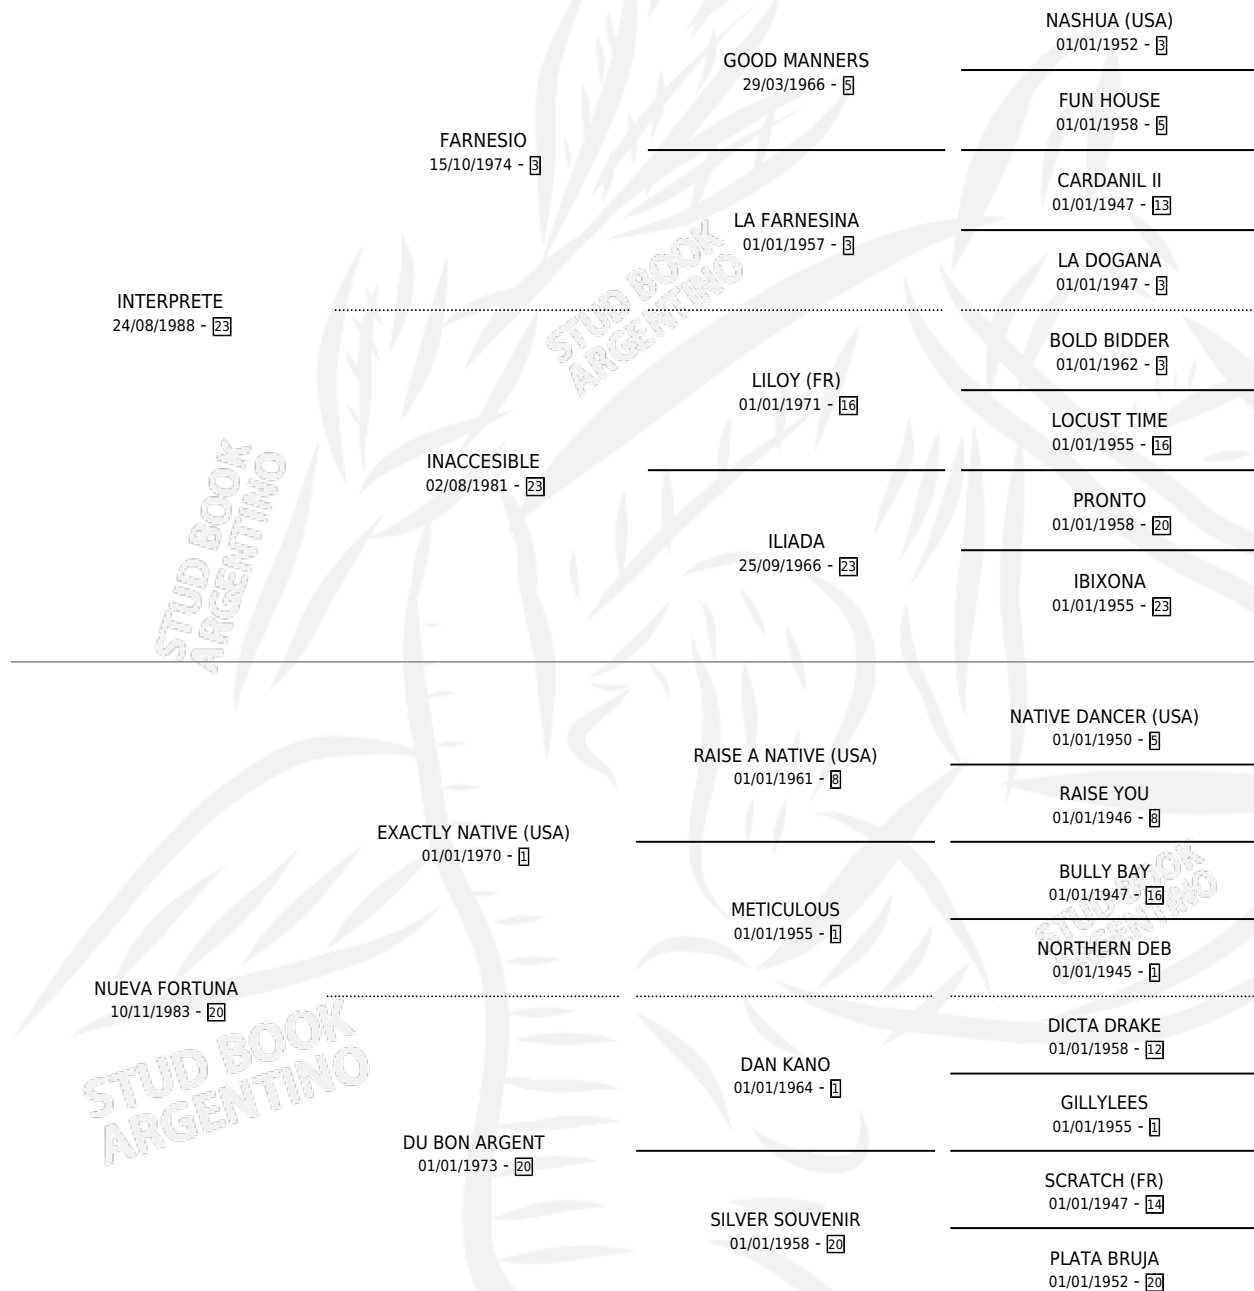 NASHUA (USA)
01/01/1952 - 3
GOOD MANNERS
29/03/1966 - 5
FUN HOUSE
01/01/1958 - 5
FARNESIO
15/10/1974 - 3
CARDANIL II
01/01/1947 - 13
LA FARNESINA
01/01/1957 - 3
LA DOGANA
01/01/1947 - 3
INTERPRETE
24/08/1988 - 23
BOLD BIDDER
01/01/1962 - 3
LILOY (FR)
01/01/1971 - 16
LOCUST TIME
01/01/1955 - 16
INACCESIBLE
02/08/1981 - 23
PRONTO
01/01/1958 - 20
ILIADA
25/09/1966 - 23
IBIXONA
01/01/1955 - 23
NATIVE DANCER (USA)
01/01/1950 - 5
RAISE A NATIVE (USA)
01/01/1961 - 8
RAISE YOU
01/01/1946 - 8
EXACTLY NATIVE (USA)
01/01/1970 - 1
BULLY BAY
01/01/1947 - 16
METICULOUS
01/01/1955 - 1
NORTHERN DEB
01/01/1945 - 1
NUEVA FORTUNA
10/11/1983 - 20
DICTA DRAKE
01/01/1958 - 12
DAN KANO
01/01/1964 - 1
GILLYLEES
01/01/1955 - 1
DU BON ARGENT
01/01/1973 - 20
SCRATCH (FR)
01/01/1947 - 14
SILVER SOUVENIR
01/01/1958 - 20
PLATA BRUJA
01/01/1952 - 20
STUD BOOK
ARGENTINO
STUD BOOK
ARGENTINO
STUD BOOK
ARGENTINO
STUD BOOK
ARGENTINO